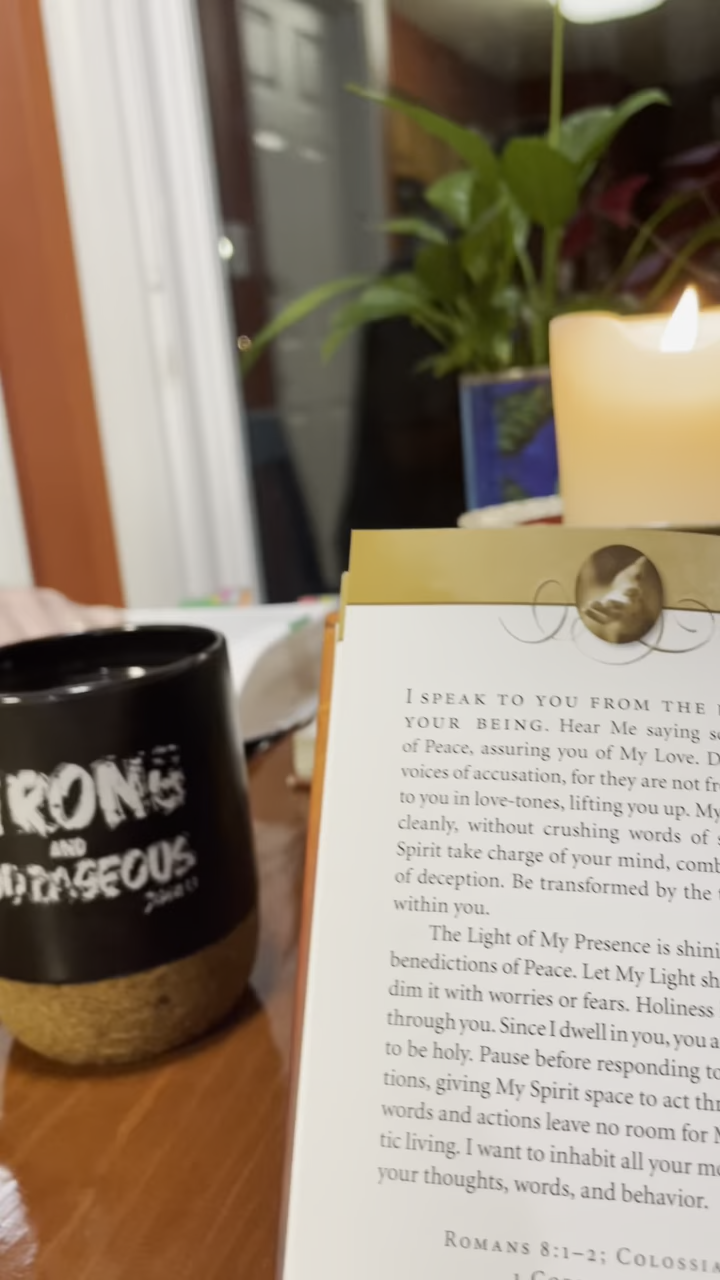 RONG
AND
OURAGEOUS
I SPEAK TO YOU FROM THE
YOUR BEING. Hear Me saying
of Peace, assuring you of My Love. D
voices of accusation, for they are not fr
to you in love-tones, lifting you up. My
cleanly, without crushing words of s
Spirit take charge of your mind, comb
of deception. Be transformed by the t
within you.
The Light of My Presence is shini
benedictions of Peace. Let My Light sh
dim it with worries or fears. Holiness
through you. Since I dwell in you, you a
to be holy. Pause before responding to
tions, giving My Spirit space to act thr
words and actions leave no room for M
tic living. I want to inhabit all your mo
your thoughts, words, and behavior.
ROMANS 8:1–2; COLOSSIA